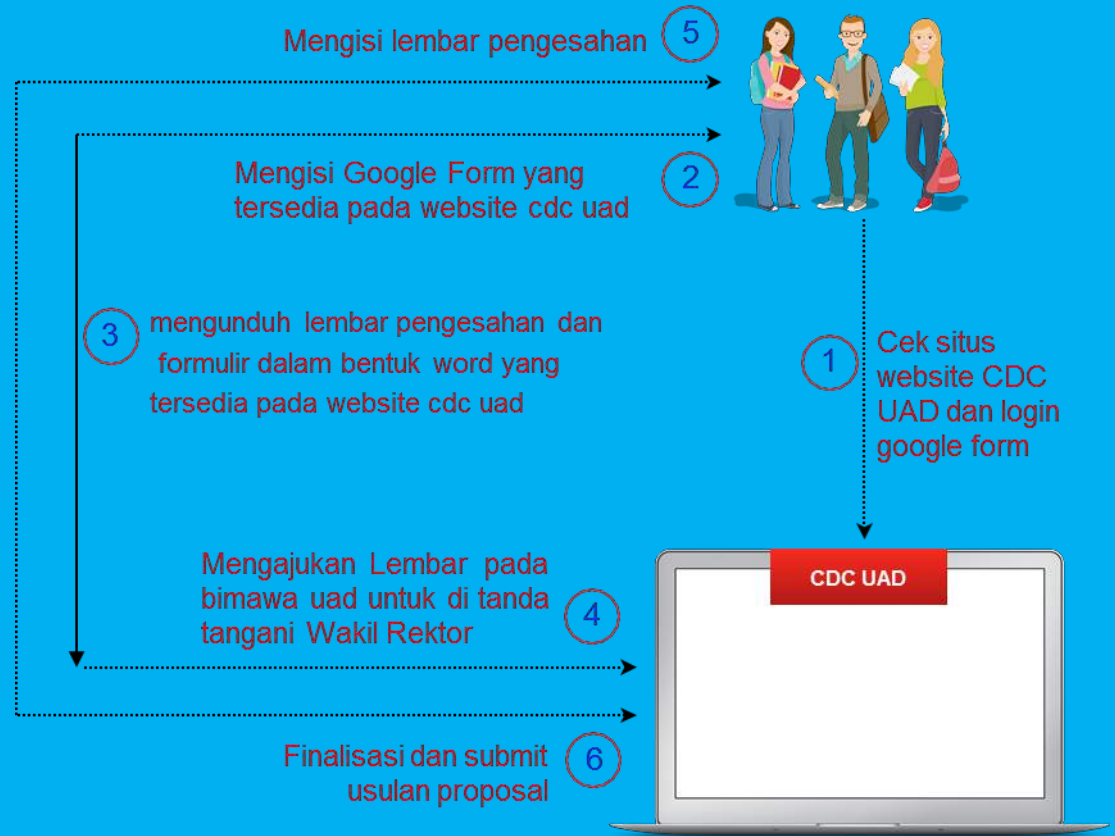 Mengisi lembar pengesahan 5
Mengisi Google Form yang 2
tersedia pada website cdc uad
3 mengunduh lembar pengesahan dan
formulir dalam bentuk word yang
tersedia pada website cdc uad
1 Cek situs
website CDC
UAD dan login
google form
Mengajukan Lembar pada
bimawa uad untuk di tanda 4
tangani Wakil Rektor
CDC UAD
Finalisasi dan submit 6
usulan proposal